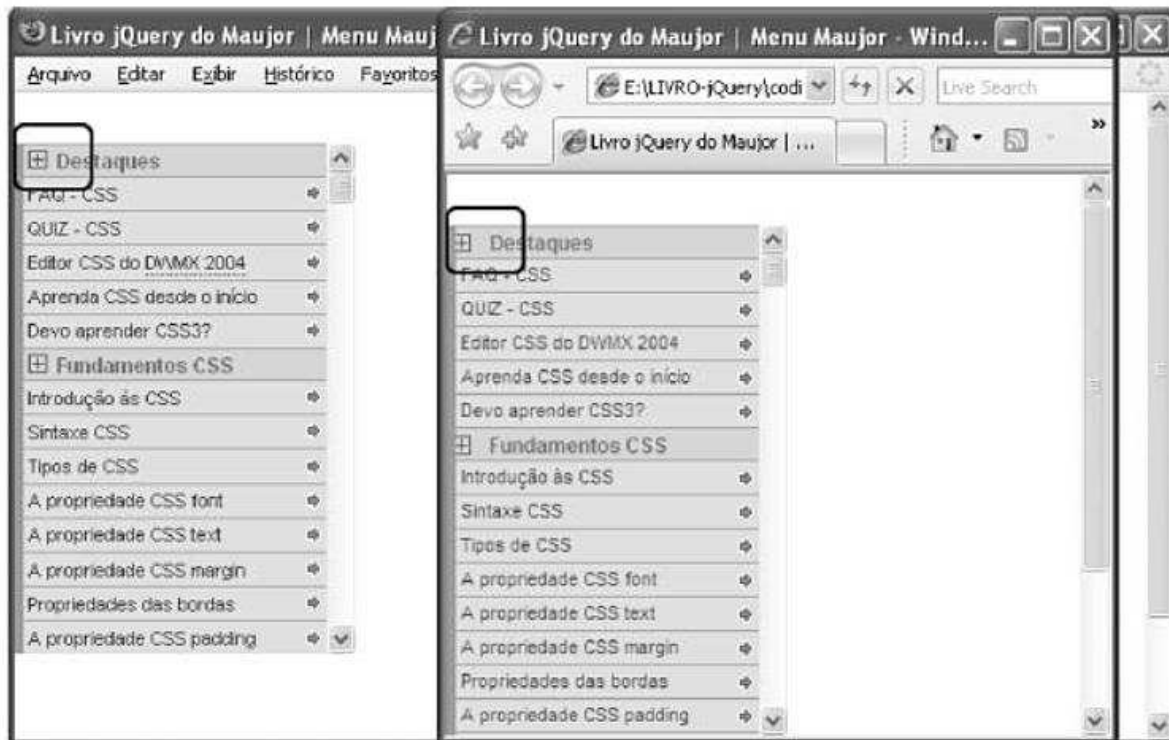 Livro jQuery do Maujor | Menu Mauj
Arquivo Editar Exibir Histórico Favoritos
Destaques
FAQ - CSS
QUIZ - CSS
Editor CSS do DWMX 2004
Aprenda CSS desde o início
Devo aprender CSS3?
Fundamentos CSS
Introdução às CSS
Sintaxe CSS
Tipos de CSS
A propriedade CSS font
A propriedade CSS text
A propriedade CSS margin
Propriedades das bordas
A propriedade CSS padding
Livro jQuery do Maujor | Menu Maujor - Wind...
E:\LIVRO-jQuery\codi
Live Search
Livro jQuery do Maujor | ...
Destaques
FAQ - CSS
QUIZ - CSS
Editor CSS do DWMX 2004
Aprenda CSS desde o início
Devo aprender CSS3?
Fundamentos CSS
Introdução às CSS
Sintaxe CSS
Tipos de CSS
A propriedade CSS font
A propriedade CSS text
A propriedade CSS margin
Propriedades das bordas
A propriedade CSS padding